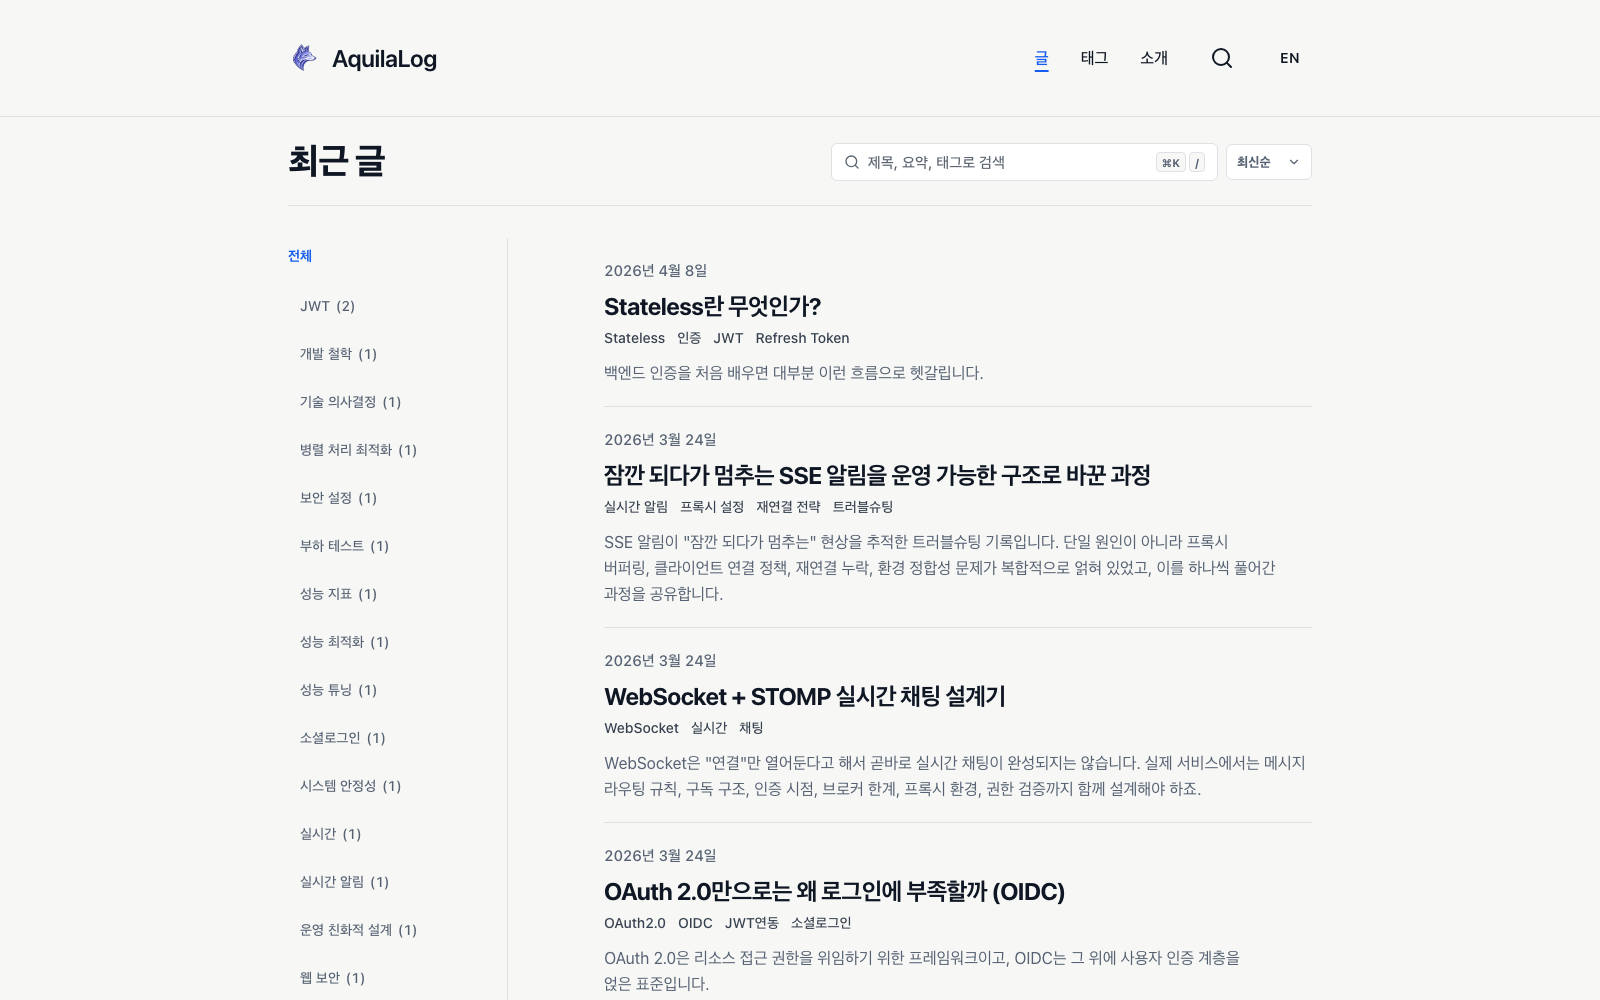 AquilaLog
글
태그
소개
EN
최근 글
제목, 요약, 태그로 검색
⌘K
/
최신순
전체
JWT (2)
개발 철학 (1)
기술 의사결정 (1)
병렬 처리 최적화 (1)
보안 설정 (1)
부하 테스트 (1)
성능 지표 (1)
성능 최적화 (1)
성능 튜닝 (1)
소셜로그인 (1)
시스템 안정성 (1)
실시간 (1)
실시간 알림 (1)
운영 친화적 설계 (1)
웹 보안 (1)
2026년 4월 8일
Stateless란 무엇인가?
Stateless 인증 JWT Refresh Token
백엔드 인증을 처음 배우면 대부분 이런 흐름으로 헷갈립니다.
2026년 3월 24일
잠깐 되다가 멈추는 SSE 알림을 운영 가능한 구조로 바꾼 과정
실시간 알림 프록시 설정 재연결 전략 트러블슈팅
SSE 알림이 "잠깐 되다가 멈추는" 현상을 추적한 트러블슈팅 기록입니다. 단일 원인이 아니라 프록시
버퍼링, 클라이언트 연결 정책, 재연결 누락, 환경 정합성 문제가 복합적으로 얽혀 있었고, 이를 하나씩 풀어간
과정을 공유합니다.
2026년 3월 24일
WebSocket + STOMP 실시간 채팅 설계기
WebSocket 실시간 채팅
WebSocket은 "연결"만 열어둔다고 해서 곧바로 실시간 채팅이 완성되지는 않습니다. 실제 서비스에서는 메시지
라우팅 규칙, 구독 구조, 인증 시점, 브로커 한계, 프록시 환경, 권한 검증까지 함께 설계해야 하죠.
2026년 3월 24일
OAuth 2.0만으로는 왜 로그인에 부족할까 (OIDC)
OAuth2.0 OIDC JWT연동 소셜로그인
OAuth 2.0은 리소스 접근 권한을 위임하기 위한 프레임워크이고, OIDC는 그 위에 사용자 인증 계층을
얹은 표준입니다.